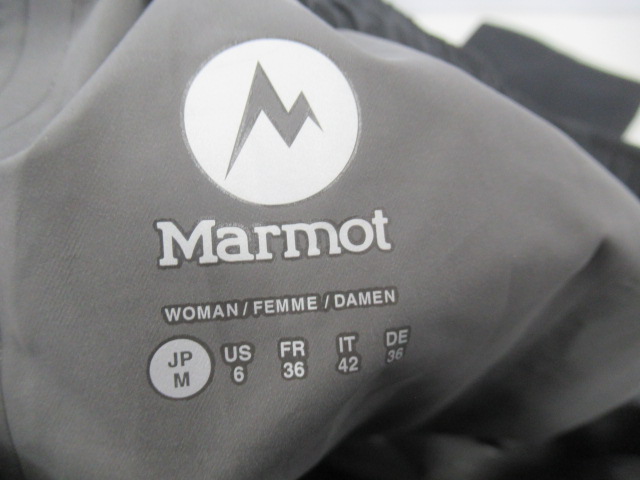 Marmot
WOMAN / FEMME / DAMEN
JP US FR IT DE
M 6 36 42 36